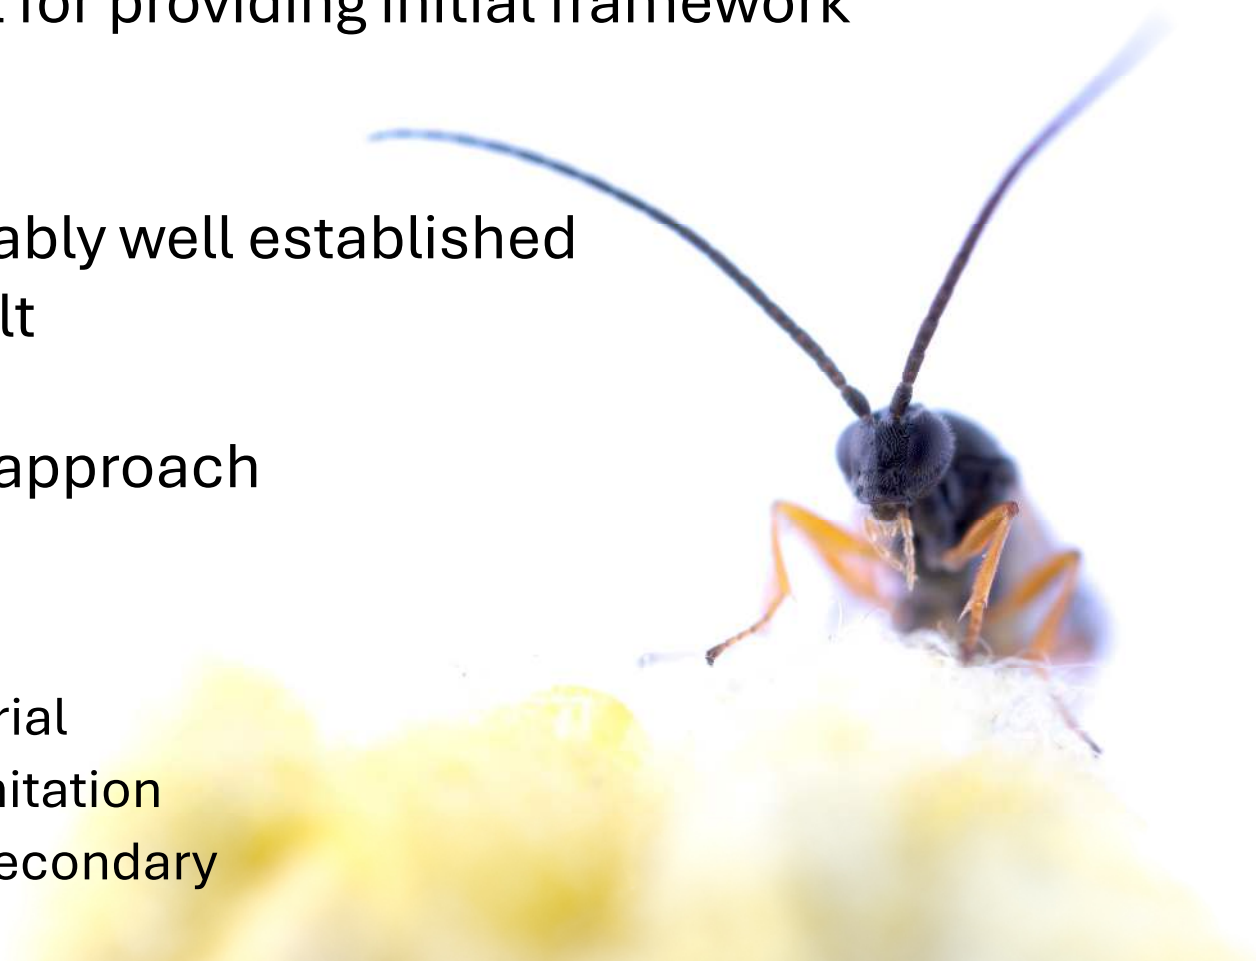 for providing initial framework
ably well established
lt
approach
rial
itation
econdary